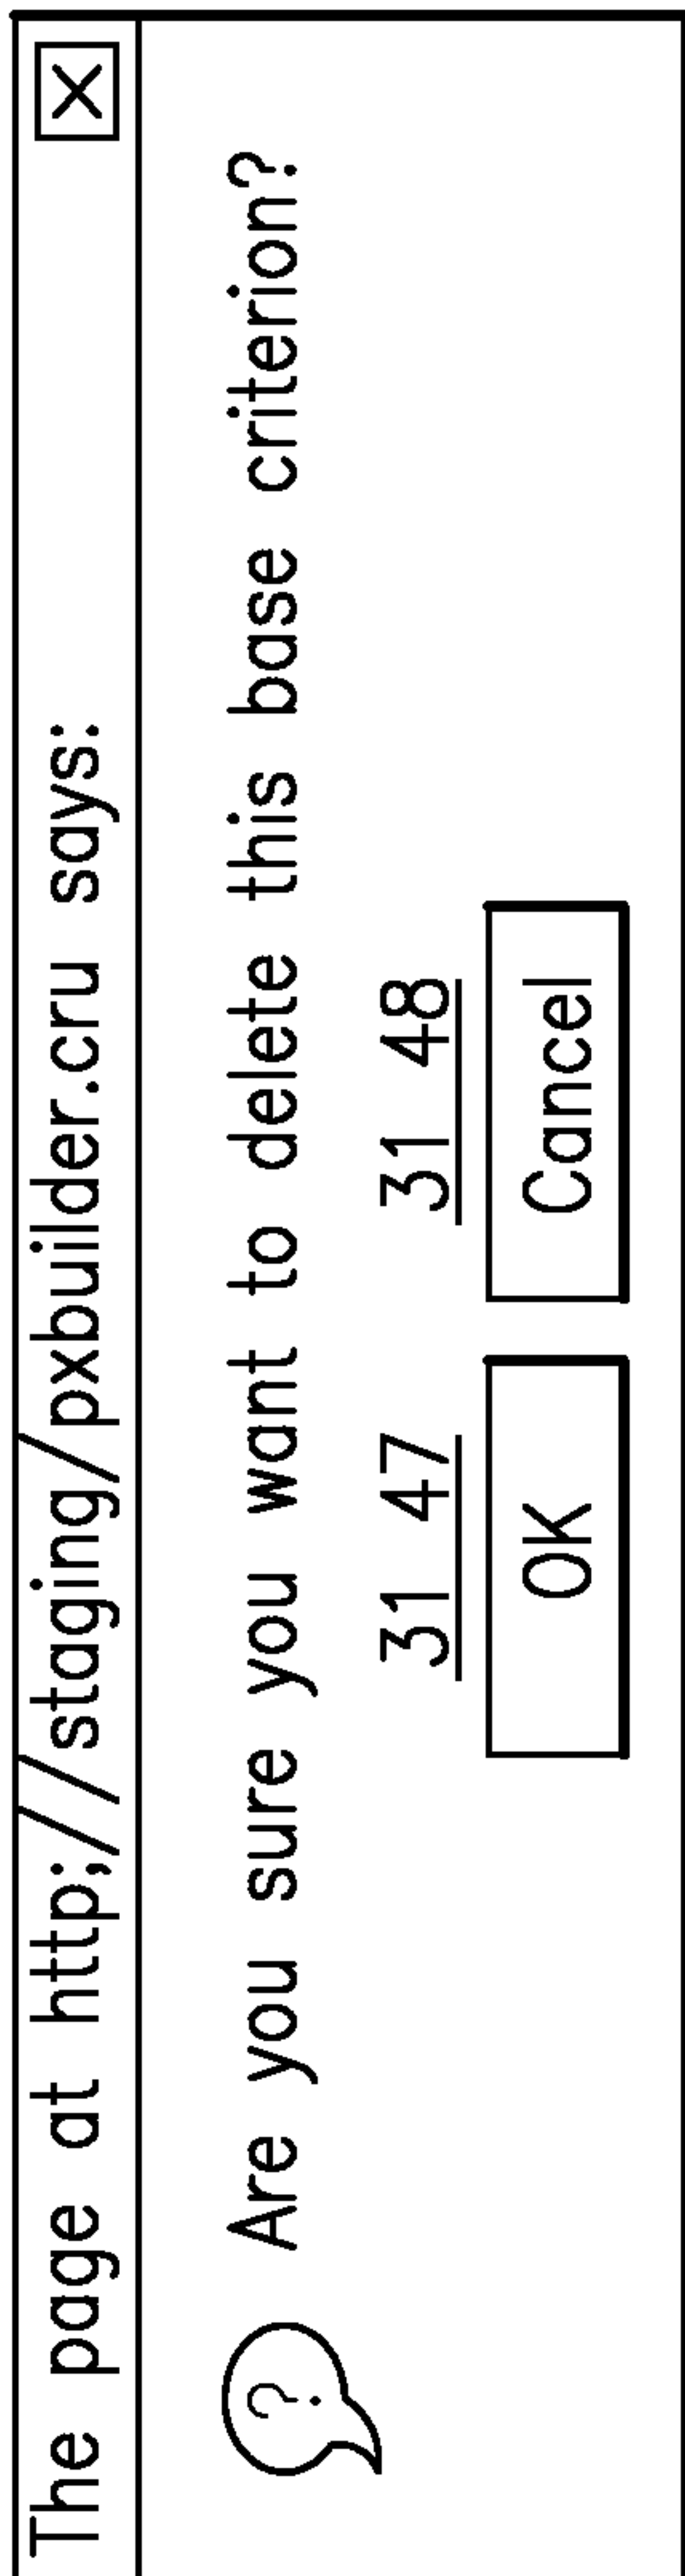 The page at http;//staging/pxbuilder.cru says:
X
? Are you sure you want to delete this base criterion?
31 47 31 48
OK Cancel